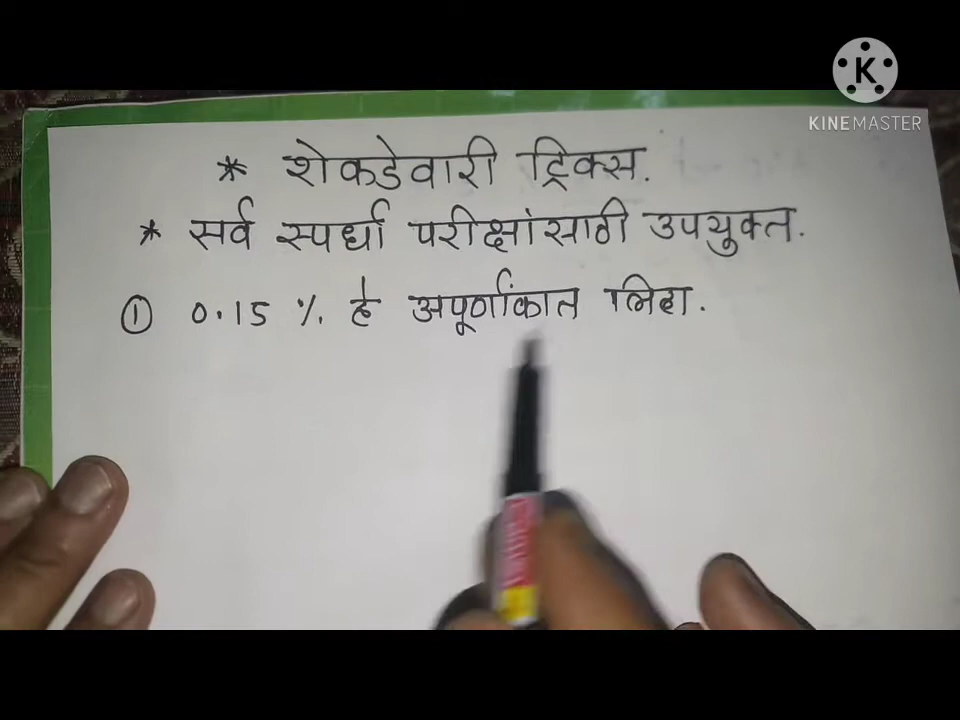 K
KINEMASTER
* शेकडेवारी ट्रिक्स.
* सर्व स्पर्धा परीक्षांसाठी उपयुक्त.
① 0.15 % हे अपूर्णांकात लिहा.